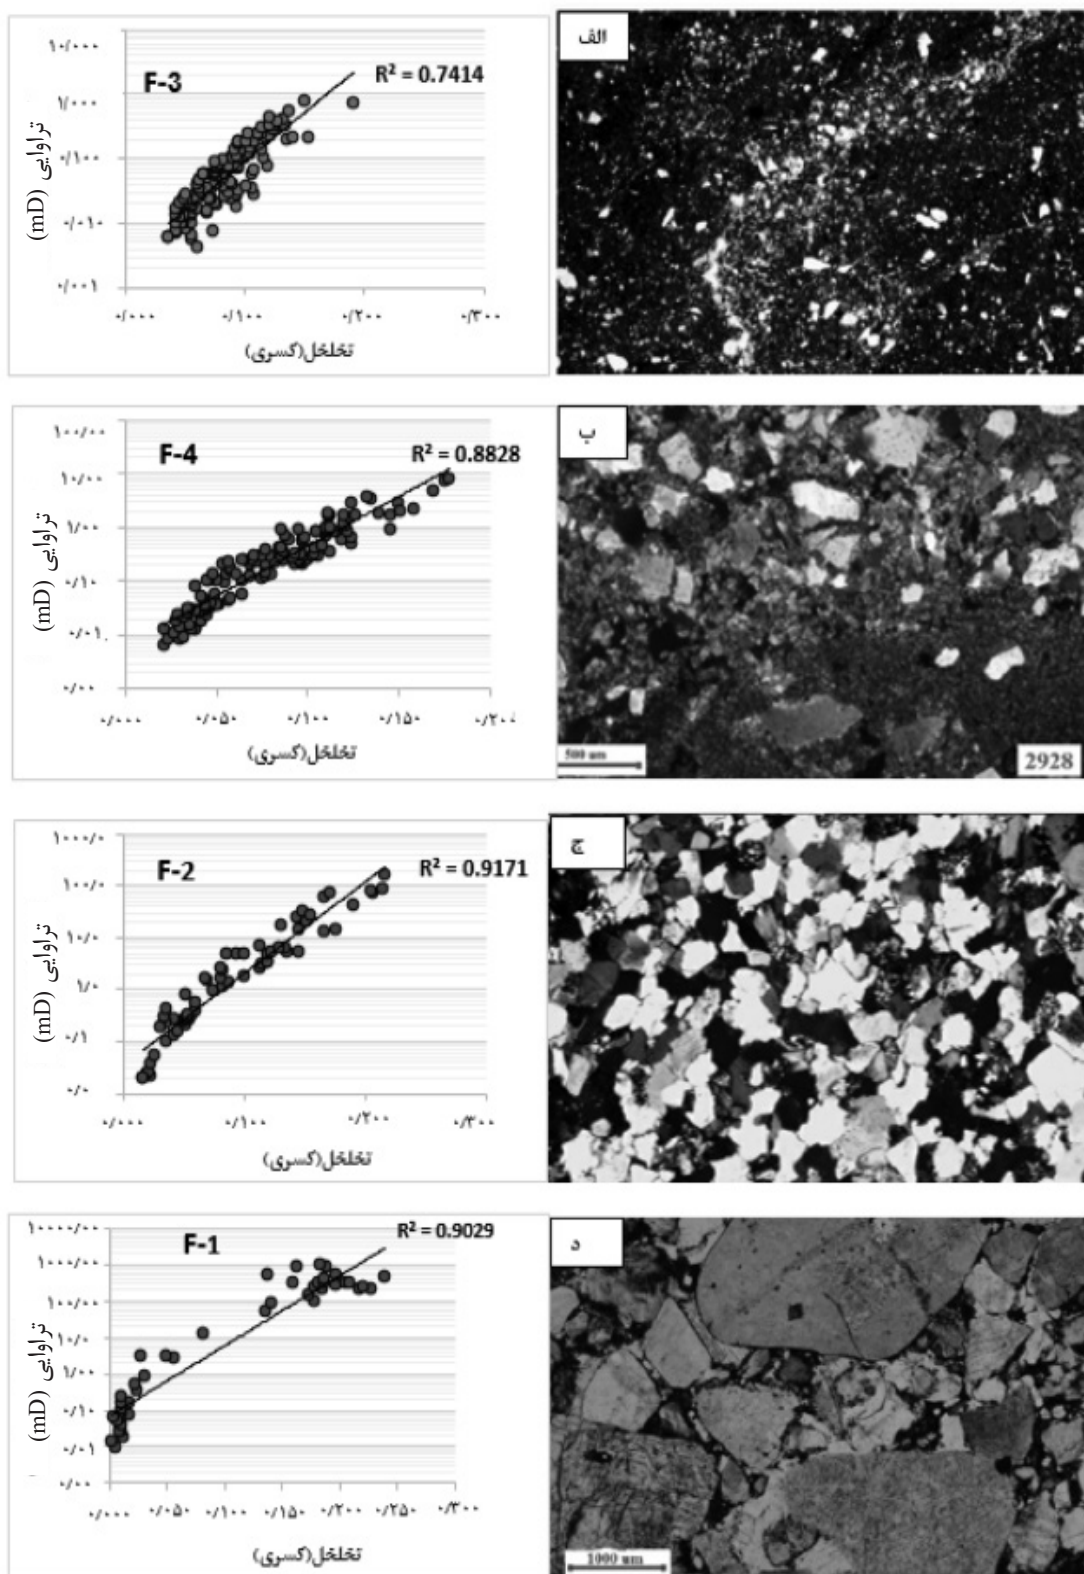 الف
F-3
R² = 0.7414
تراوایی (mD)
۱۰/۰۰۰
۱/۰۰۰
۰/۱۰۰
۰/۰۱۰
۰/۰۰۱
۰/۰۰۰ ۰/۱۰۰ ۰/۲۰۰ ۰/۳۰۰
تخلخل(کسری)
ب
F-4
R² = 0.8828
تراوایی (mD)
۱۰۰/۰۰
۱۰/۰۰
۱/۰۰
۰/۱۰
۰/۰۱
۰/۰۰
۰/۰۰۰ ۰/۰۵۰ ۰/۱۰۰ ۰/۱۵۰ ۰/۲۰۰
تخلخل(کسری)
500 um
2928
ج
F-2
R² = 0.9171
تراوایی (mD)
۱۰۰۰/۰
۱۰۰/۰
۱۰/۰
۱/۰
۰/۱
۰/۰
۰/۰۰۰ ۰/۱۰۰ ۰/۲۰۰ ۰/۳۰۰
تخلخل(کسری)
د
F-1
R² = 0.9029
تراوایی (mD)
۱۰۰۰۰/۰۰
۱۰۰۰/۰۰
۱۰۰/۰۰
۱۰/۰
۱/۰۰
۰/۱۰
۰/۰۱
۰/۰۰
۰/۰۰۰ ۰/۰۵۰ ۰/۱۰۰ ۰/۱۵۰ ۰/۲۰۰ ۰/۲۵۰ ۰/۳۰۰
تخلخل(کسری)
1000 um